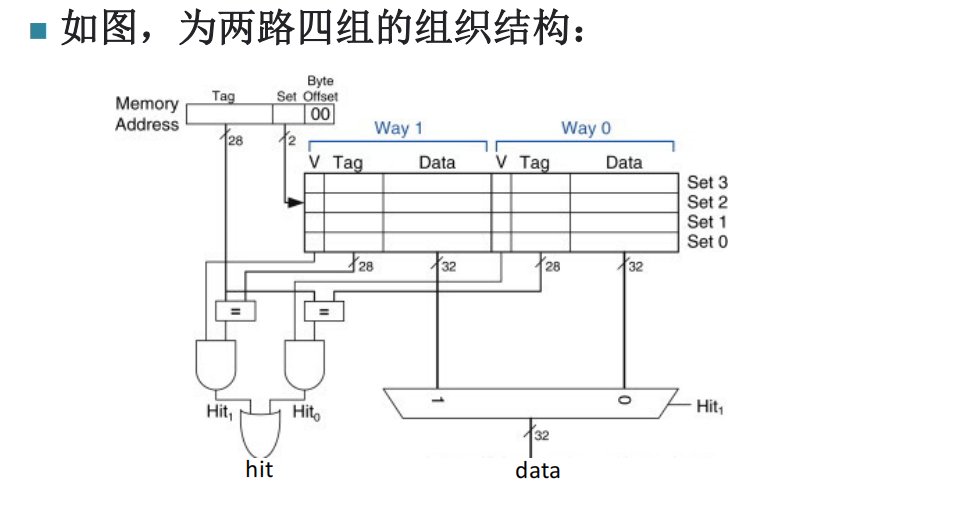 如图，为两路四组的组织结构：
Byte
Tag Set Offset
Memory
Address
00
28 2
Way 1 Way 0
V Tag Data V Tag Data
Set 3
Set 2
Set 1
Set 0
28 32 28 32
= =
1 0
Hit1 Hit0 Hit1
32
hit data